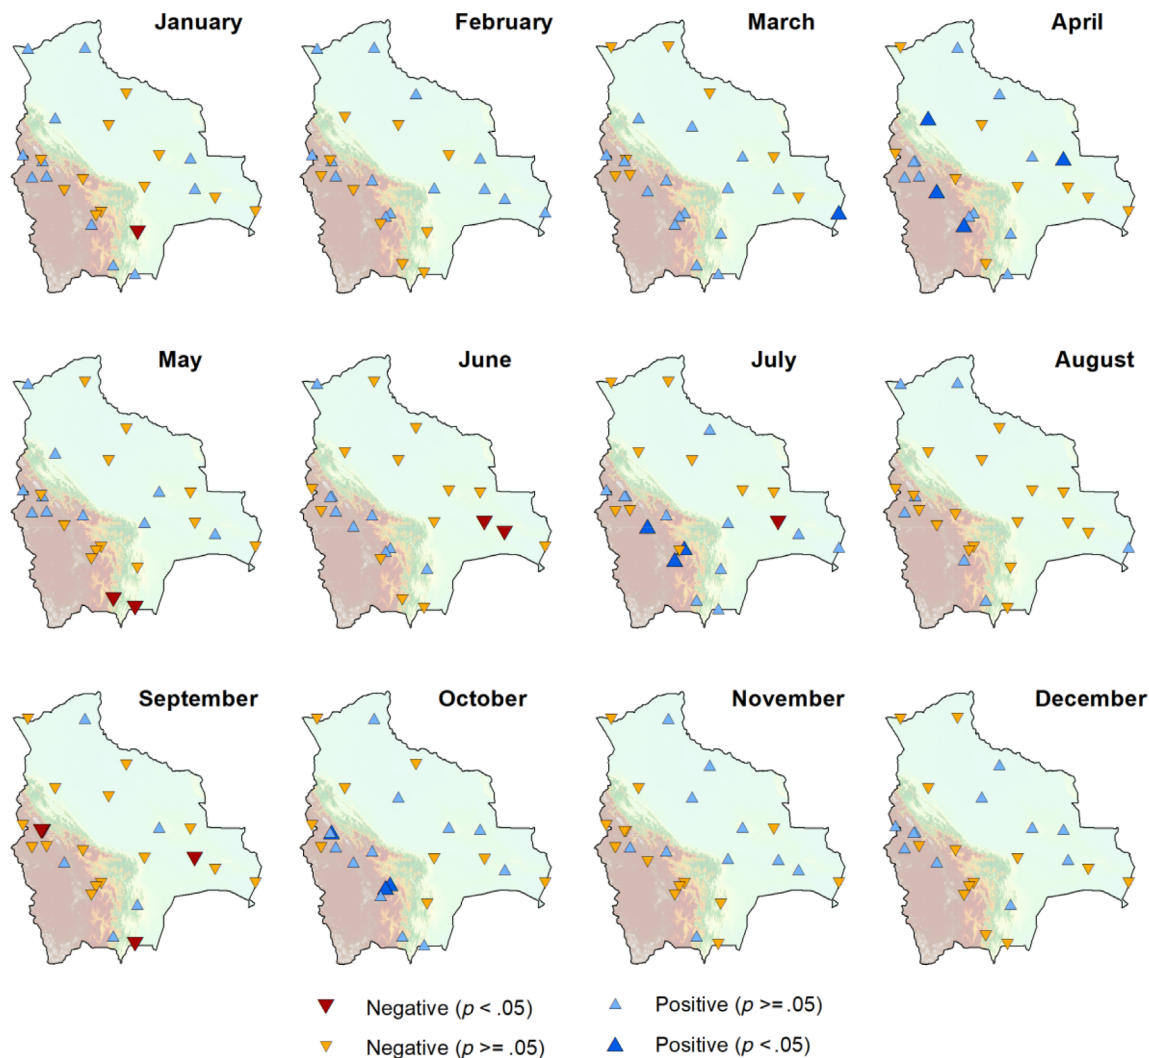 January
February
March
April
May
June
July
August
September
October
November
December
Negative (p < .05)
Positive (p >= .05)
Negative (p >= .05)
Positive (p < .05)